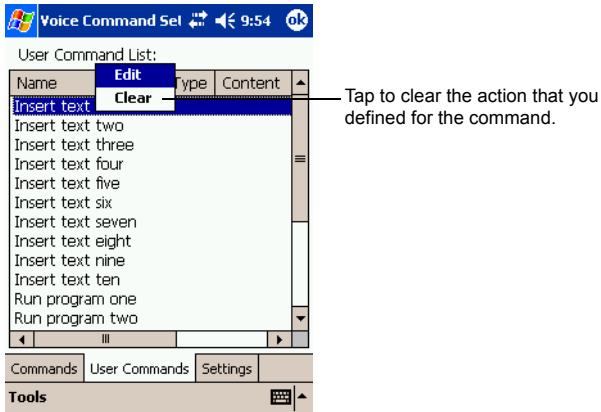 Voice Command Set 9:54 ok
User Command List:
Name Type Content
Edit
Clear
Insert text
Insert text two
Insert text three
Insert text four
Insert text five
Insert text six
Insert text seven
Insert text eight
Insert text nine
Insert text ten
Run program one
Run program two
Commands User Commands Settings
Tools
Tap to clear the action that you
defined for the command.